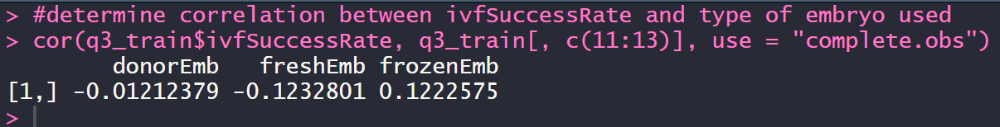 > #determine correlation between ivfSuccessRate and type of embryo used
> cor(q3_train$ivfSuccessRate, q3_train[, c(11:13)], use = "complete.obs")
donorEmb freshEmb frozenEmb
[1,] -0.01212379 -0.1232801 0.1222575
>